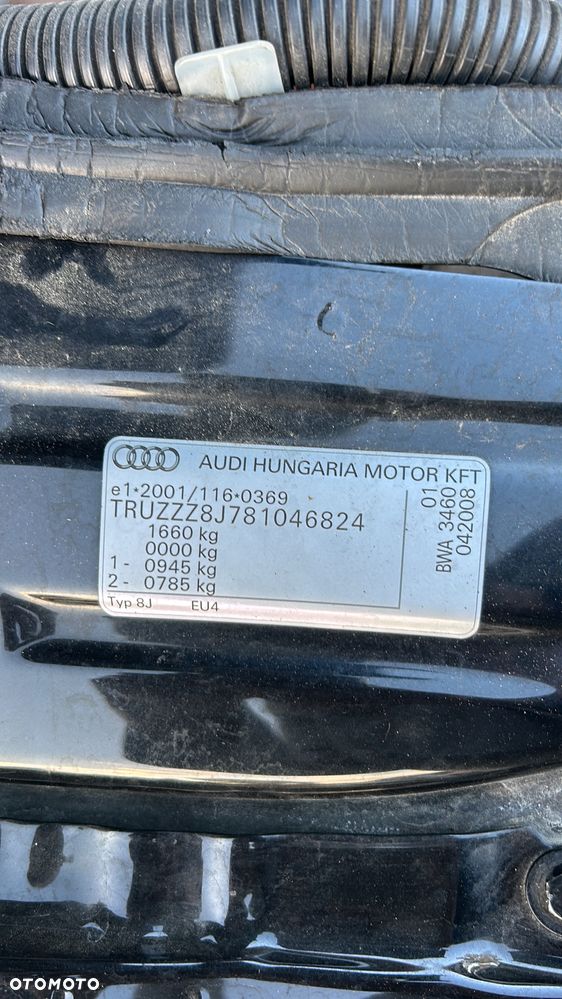 AUDI HUNGARIA MOTOR KFT
e1*2001/116*0369
TRUZZZ8J781046824
1660 kg
0000 kg
1- 0945 kg
2- 0785 kg
Typ 8J EU4
BWA 3460 01
042008
OTOMOTO